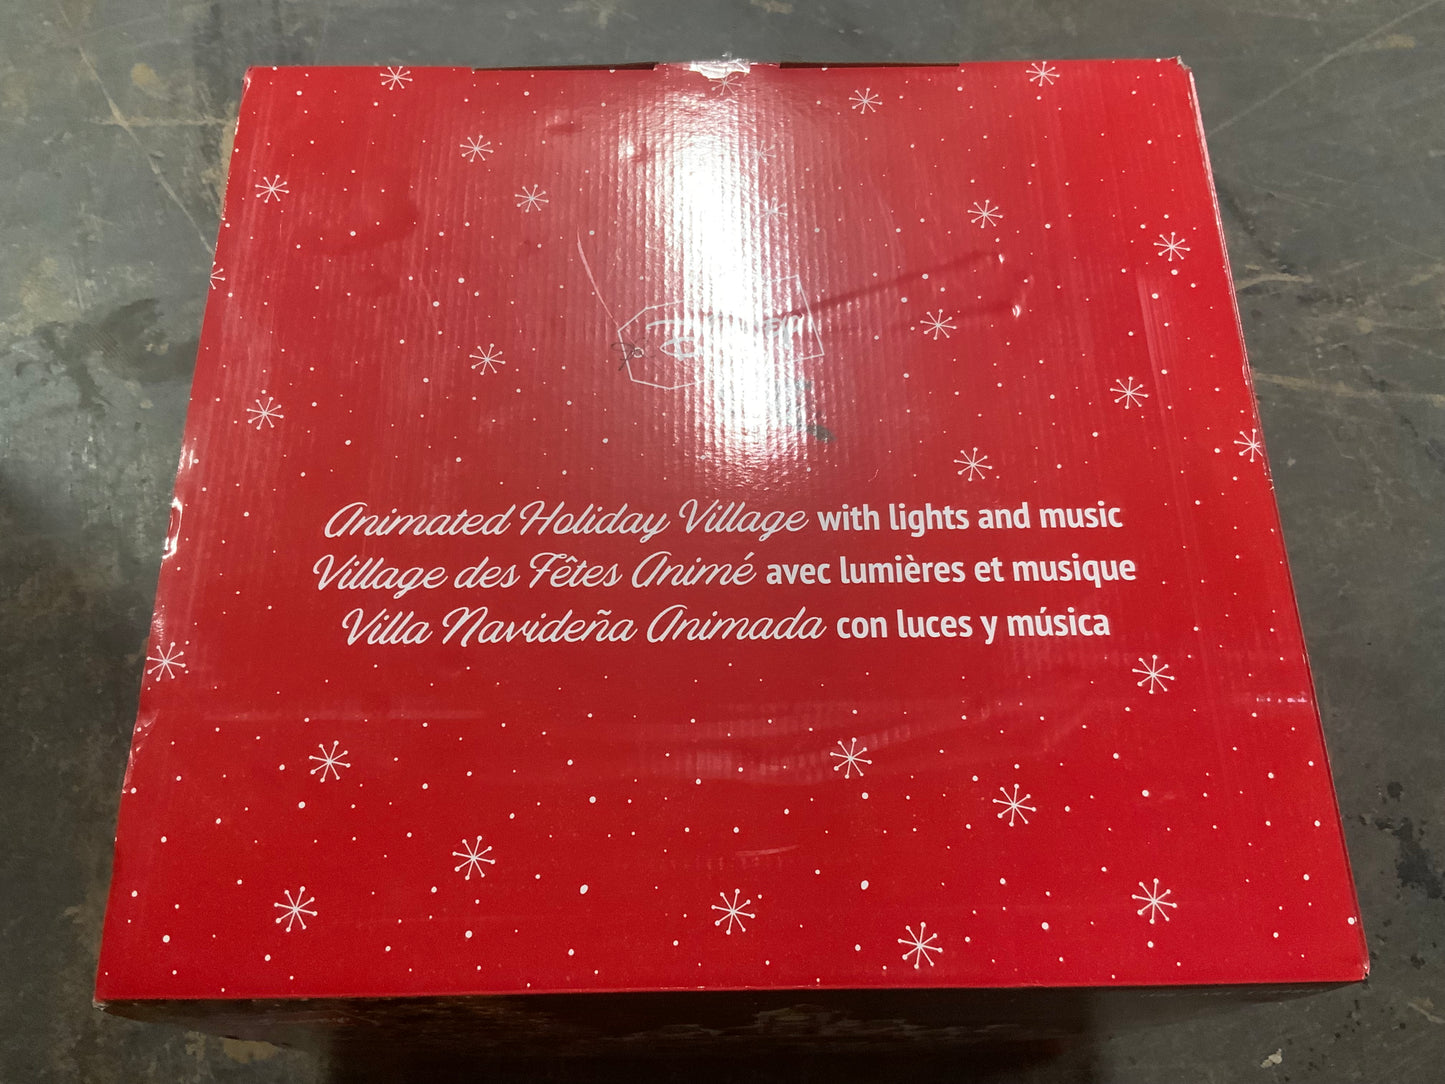 Animated Holiday Village with lights and music
Village des Fêtes Animé avec lumières et musique
Villa Navideña Animada con luces y música